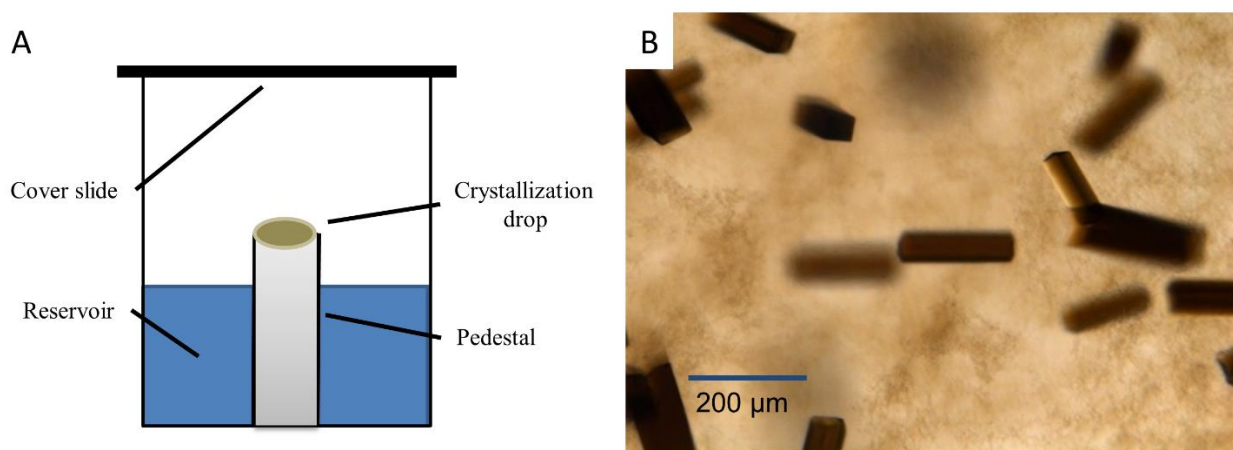 A
Cover slide
Crystallization
drop
Reservoir
Pedestal
B
200 µm